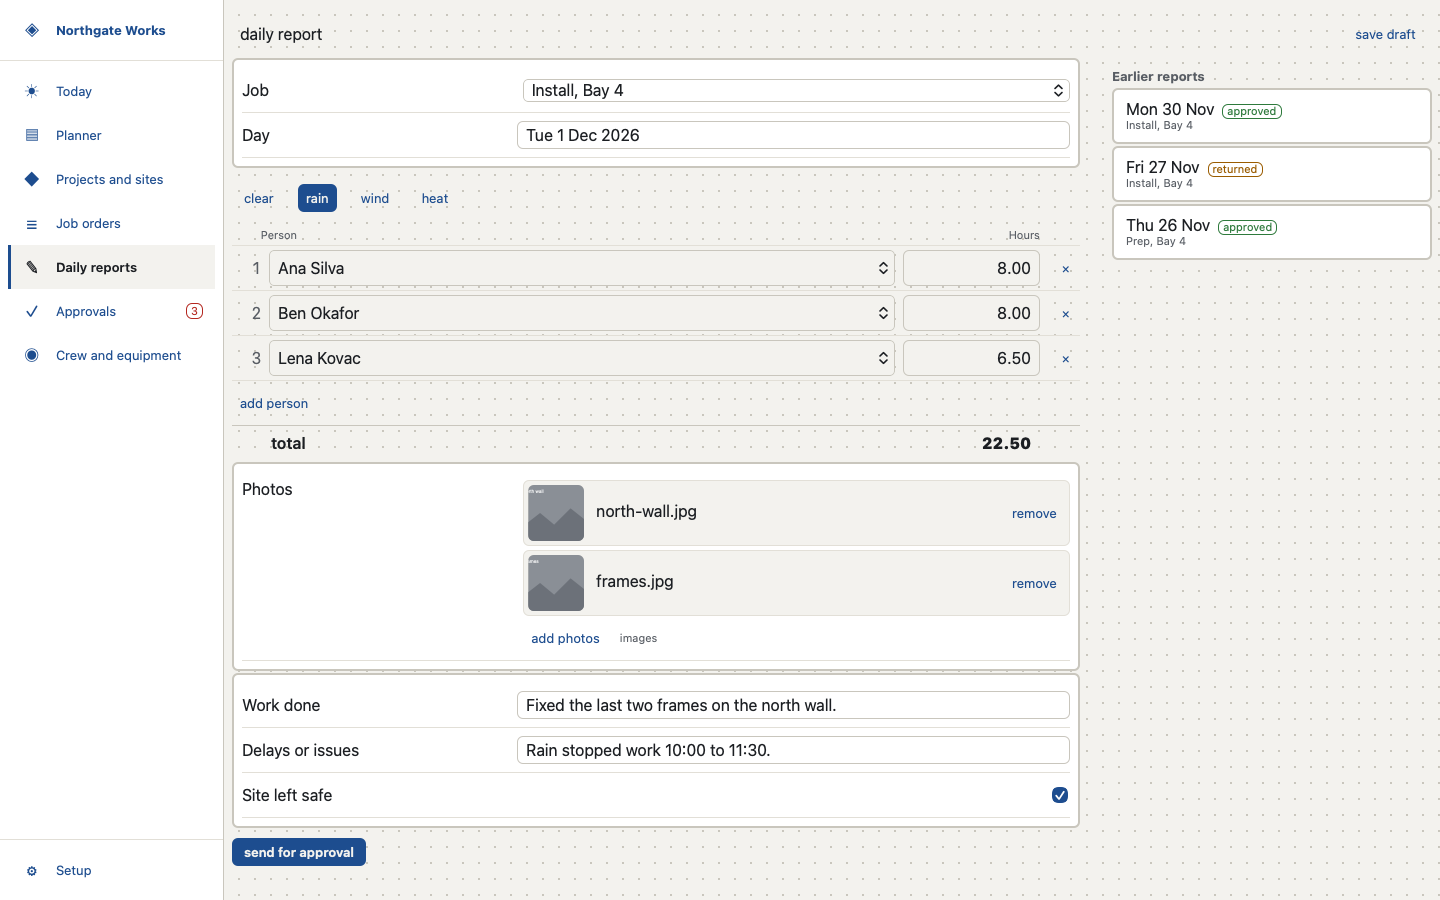 Northgate Works
Today
Planner
Projects and sites
Job orders
Daily reports
Approvals 3
Crew and equipment
Setup
daily report
save draft
Job Install, Bay 4
Day Tue 1 Dec 2026
clear rain wind heat
Person Hours
1 Ana Silva 8.00 ×
2 Ben Okafor 8.00 ×
3 Lena Kovac 6.50 ×
add person
total 22.50
Photos
north-wall.jpg remove
frames.jpg remove
add photos images
Work done Fixed the last two frames on the north wall.
Delays or issues Rain stopped work 10:00 to 11:30.
Site left safe
send for approval
Earlier reports
Mon 30 Nov approved
Install, Bay 4
Fri 27 Nov returned
Install, Bay 4
Thu 26 Nov approved
Prep, Bay 4